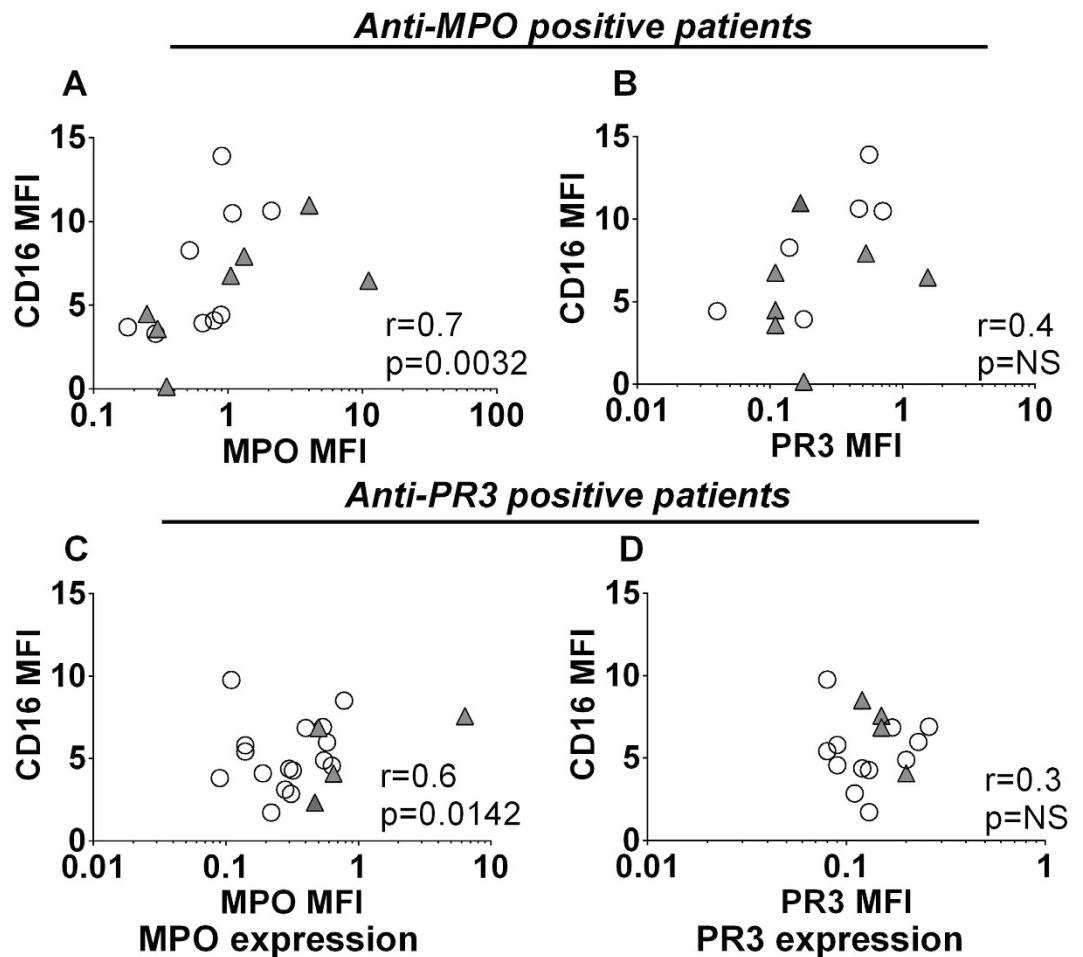 Anti-MPO positive patients
A
CD16 MFI
15
10
5
0
0.1 1 10 100
MPO MFI
r=0.7
p=0.0032
B
CD16 MFI
15
10
5
0
0.01 0.1 1 10
PR3 MFI
r=0.4
p=NS
Anti-PR3 positive patients
C
CD16 MFI
15
10
5
0
0.01 0.1 1 10
MPO MFI
MPO expression
r=0.6
p=0.0142
D
CD16 MFI
15
10
5
0
0.01 0.1 1
PR3 MFI
PR3 expression
r=0.3
p=NS